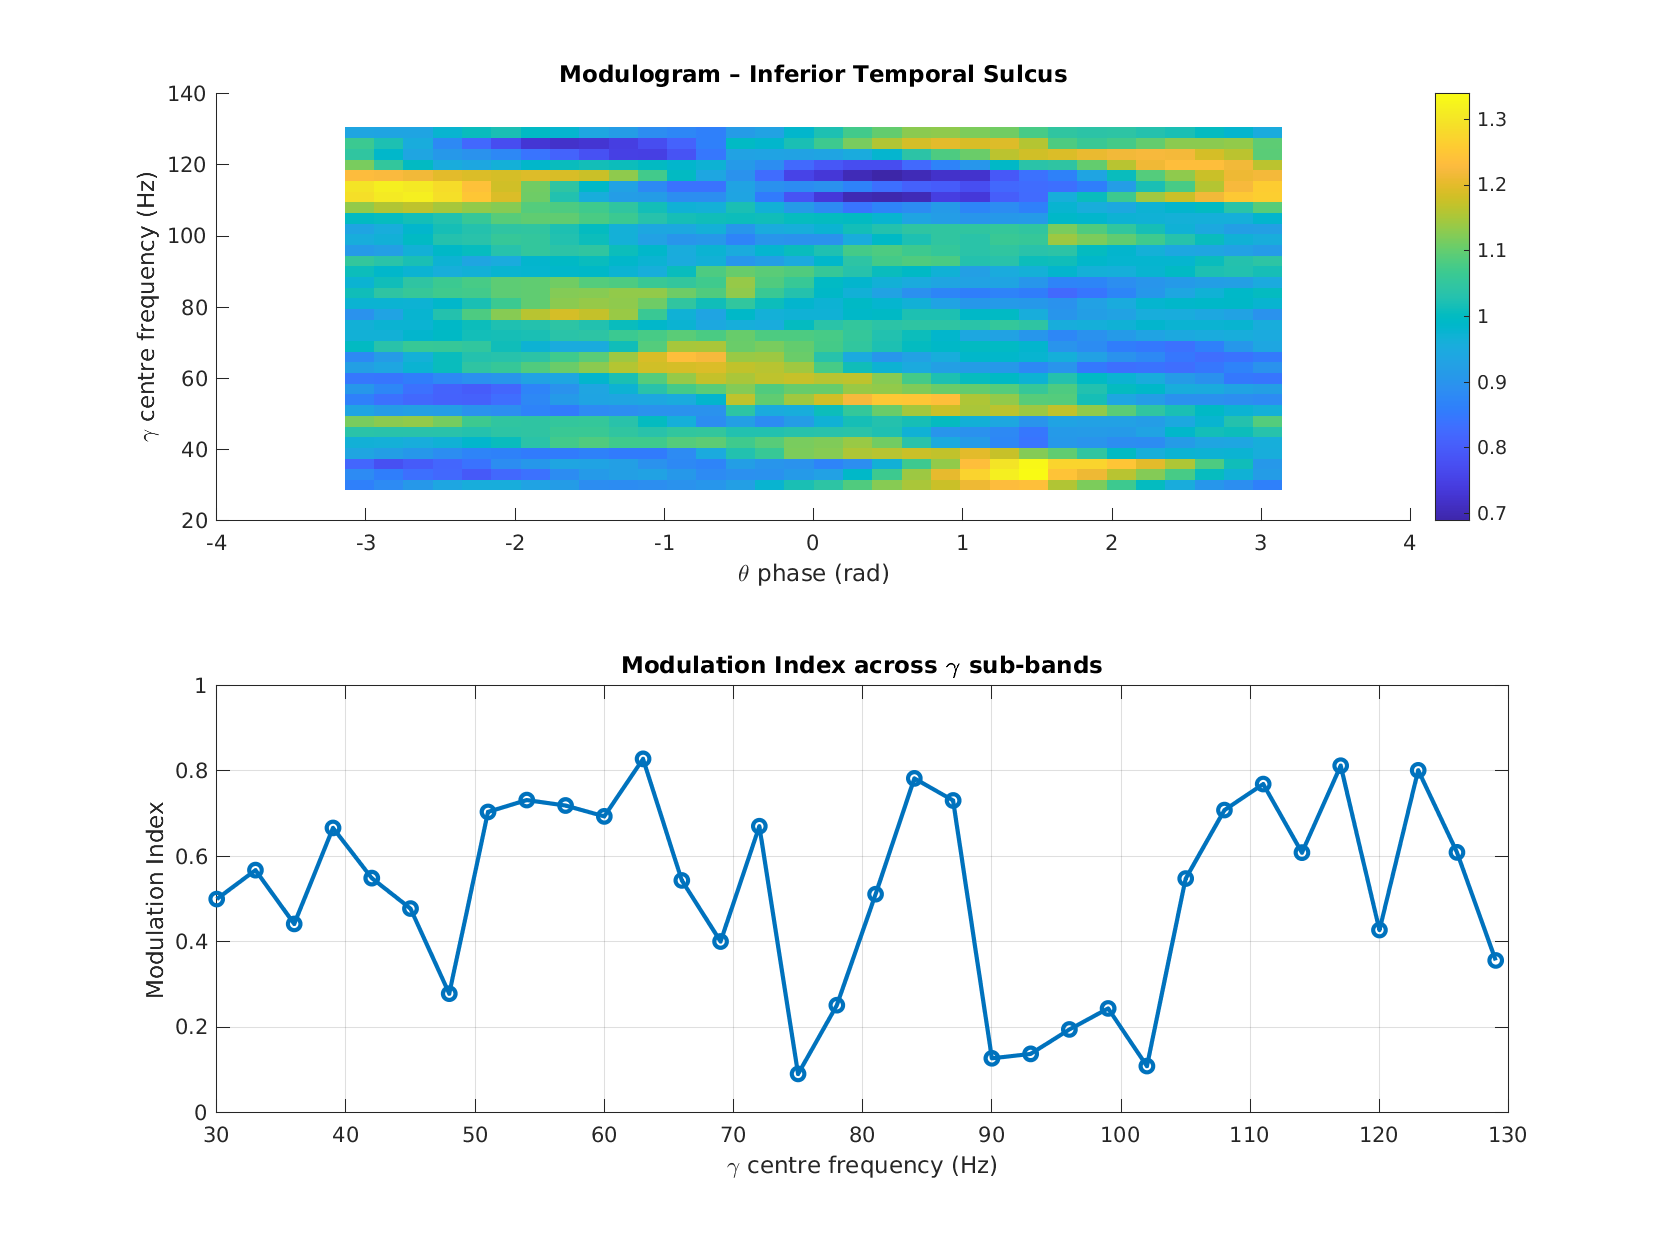 Modulogram – Inferior Temporal Sulcus
γ centre frequency (Hz)
140
120
100
80
60
40
20
-4 -3 -2 -1 0 1 2 3 4
θ phase (rad)
1.3
1.2
1.1
1
0.9
0.8
0.7
Modulation Index across γ sub-bands
Modulation Index
1
0.8
0.6
0.4
0.2
0
30 40 50 60 70 80 90 100 110 120 130
γ centre frequency (Hz)